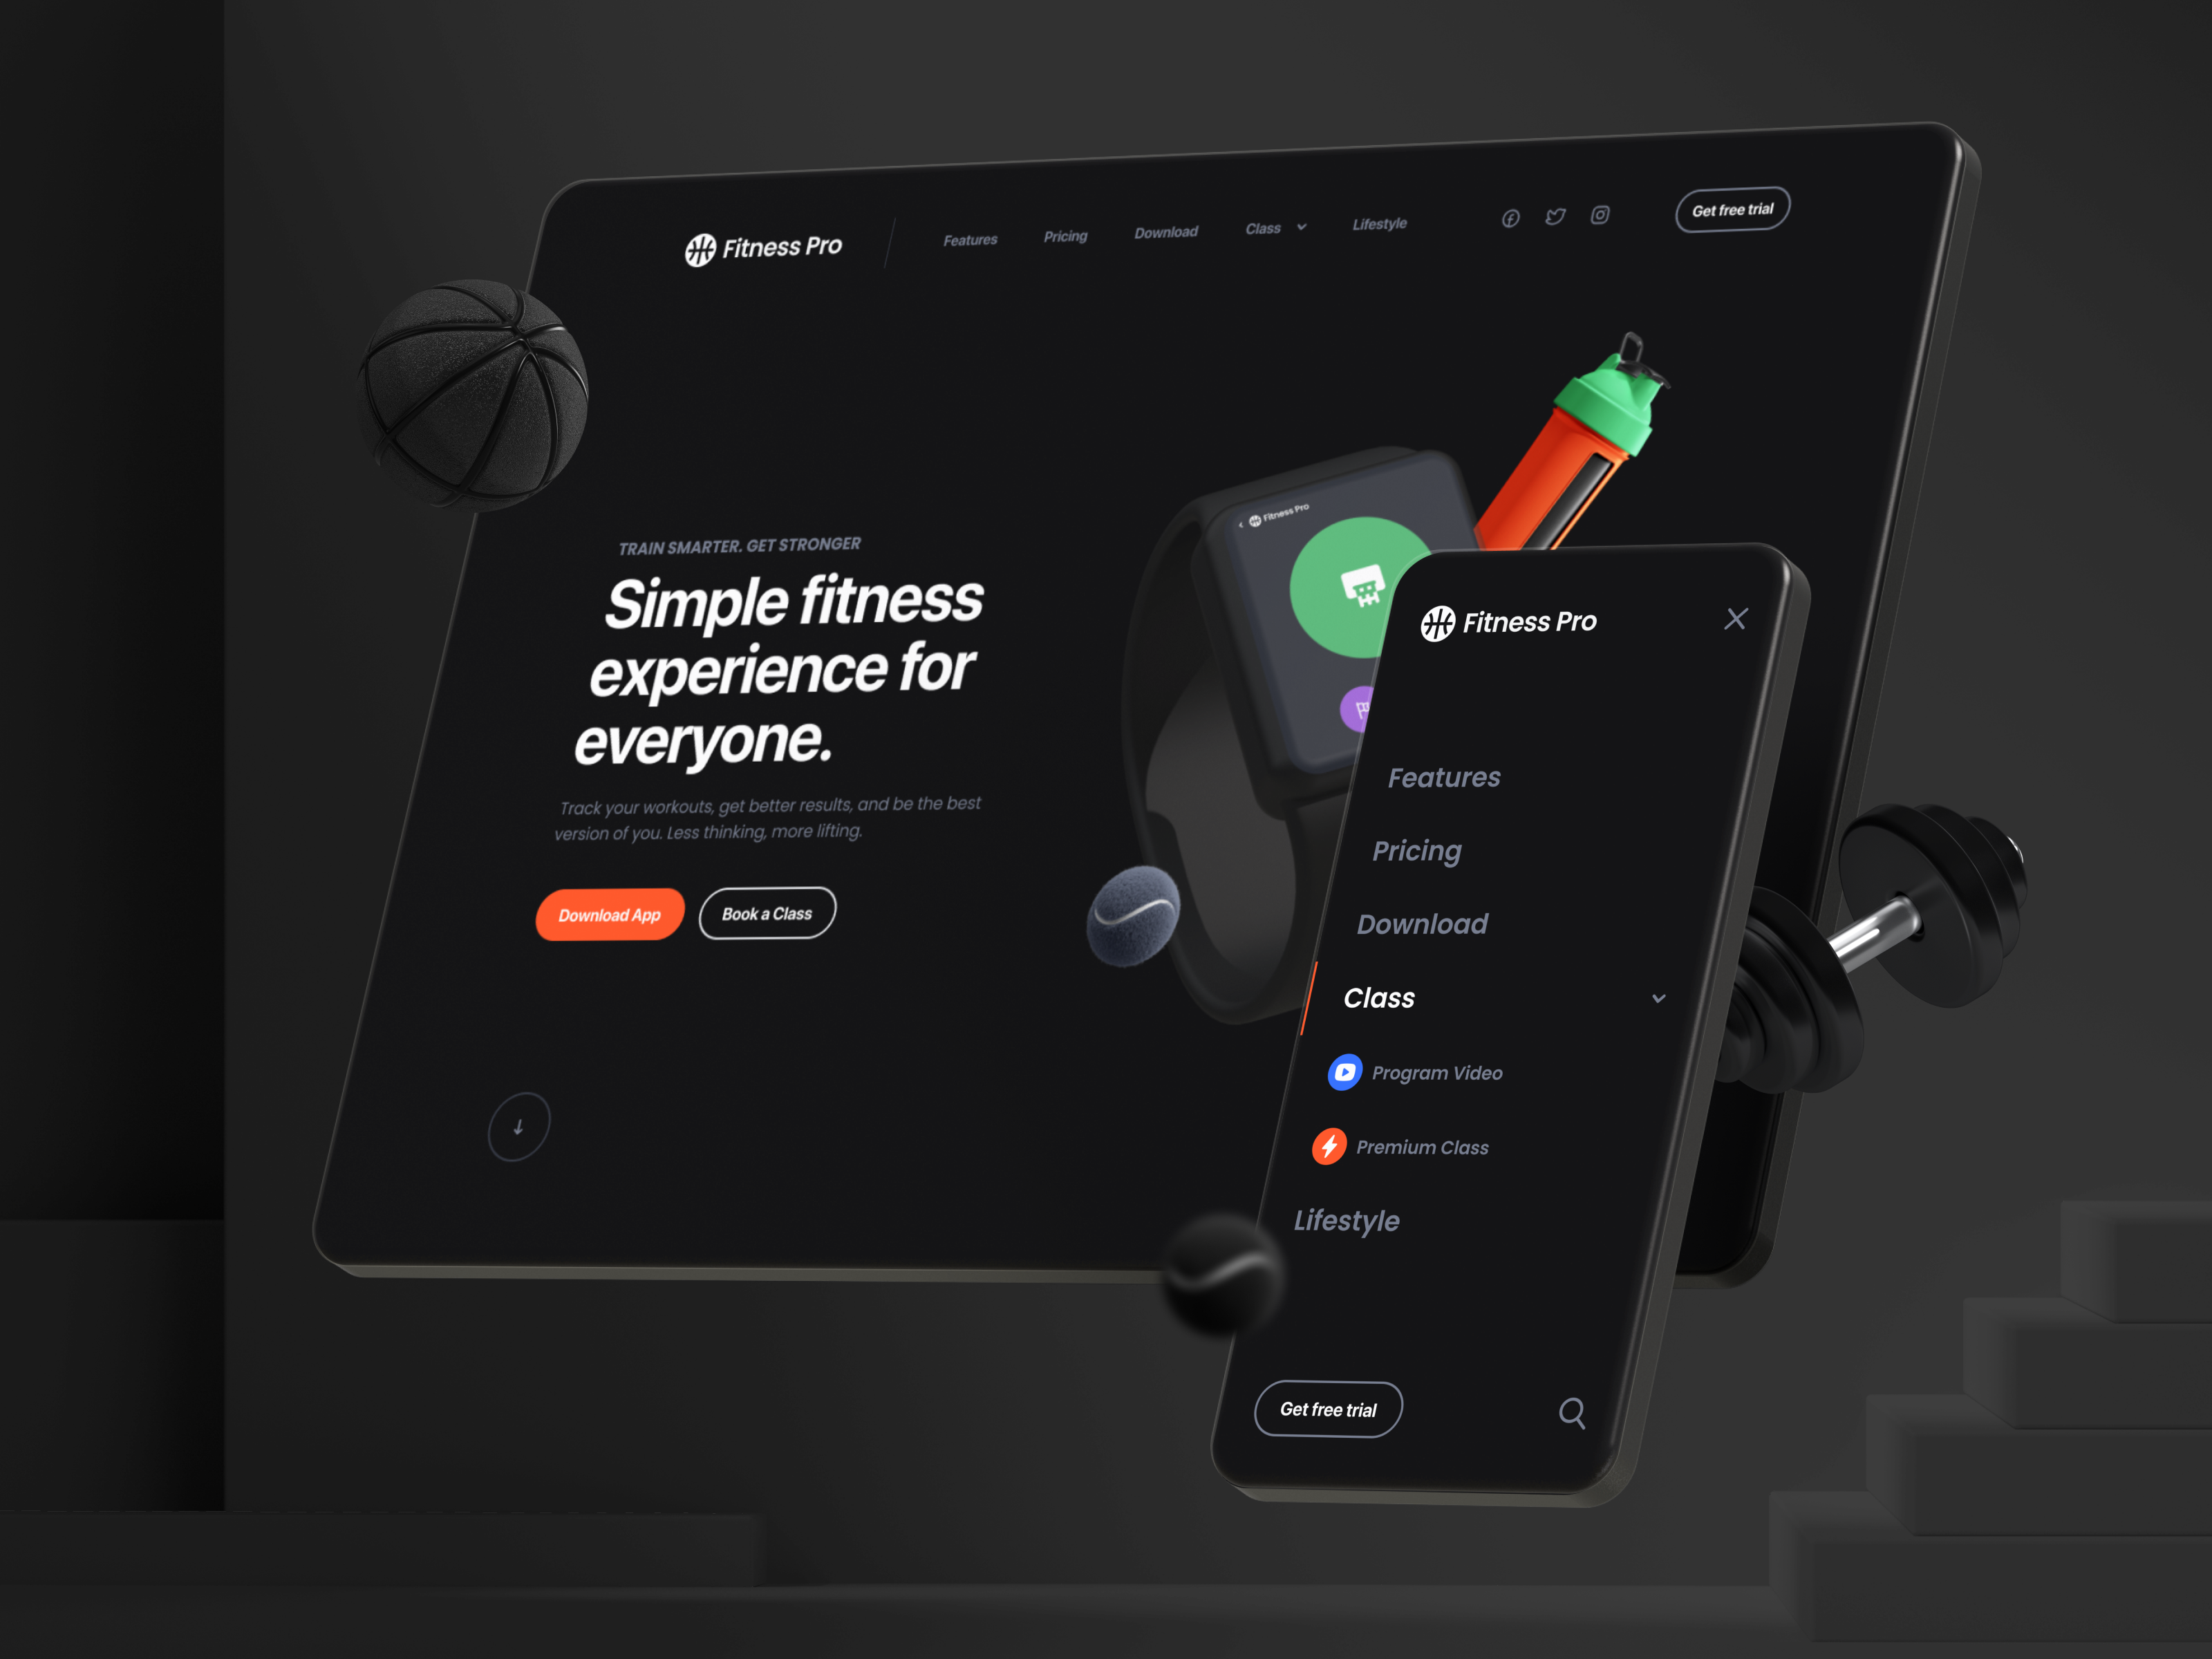 Fitness Pro
Features Pricing Download Class Lifestyle
Get free trial
TRAIN SMARTER. GET STRONGER
Simple fitness
experience for
everyone.
Track your workouts, get better results, and be the best
version of you. Less thinking, more lifting.
Download App
Book a Class
Fitness Pro
Fitness Pro
Features
Pricing
Download
Class
Program Video
Premium Class
Lifestyle
Get free trial